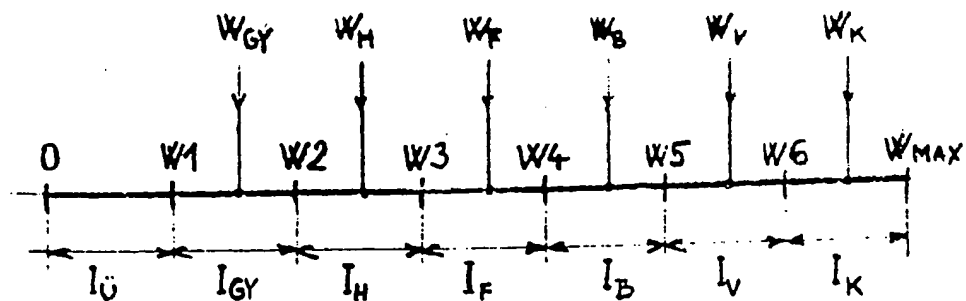 W_GY W_H W_F W_B W_V W_K
0 W1 W2 W3 W4 W5 W6 W_MAX
I_Ü I_GY I_H I_F I_B I_V I_K